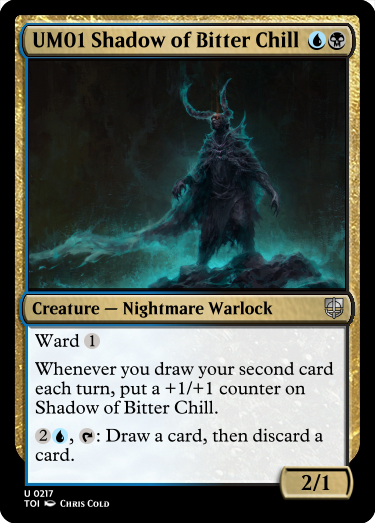 UM01 Shadow of Bitter Chill
Creature — Nightmare Warlock
Ward 1
Whenever you draw your second card
each turn, put a +1/+1 counter on
Shadow of Bitter Chill.
2, : Draw a card, then discard a
card.
2/1
U 0217
TOI Chris Cold